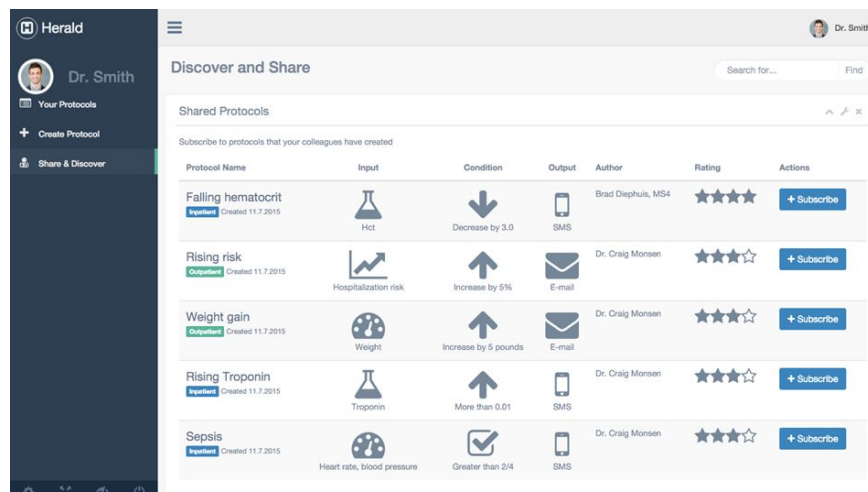 Herald
Dr. Smith
Dr. Smith
Your Protocols
Create Protocol
Share & Discover
Discover and Share
Search for...
Find
Shared Protocols
Subscribe to protocols that your colleagues have created
Protocol Name Input Condition Output Author Rating Actions
Falling hematocrit
Inpatient Created 11.7.2015
Hct
Decrease by 3.0
SMS
Brad Diephuis, MS4
+ Subscribe
Rising risk
Outpatient Created 11.7.2015
Hospitalization risk
Increase by 5%
E-mail
Dr. Craig Monsen
+ Subscribe
Weight gain
Outpatient Created 11.7.2015
Weight
Increase by 5 pounds
E-mail
Dr. Craig Monsen
+ Subscribe
Rising Troponin
Inpatient Created 11.7.2015
Troponin
More than 0.01
SMS
Dr. Craig Monsen
+ Subscribe
Sepsis
Inpatient Created 11.7.2015
Heart rate, blood pressure
Greater than 2/4
SMS
Dr. Craig Monsen
+ Subscribe